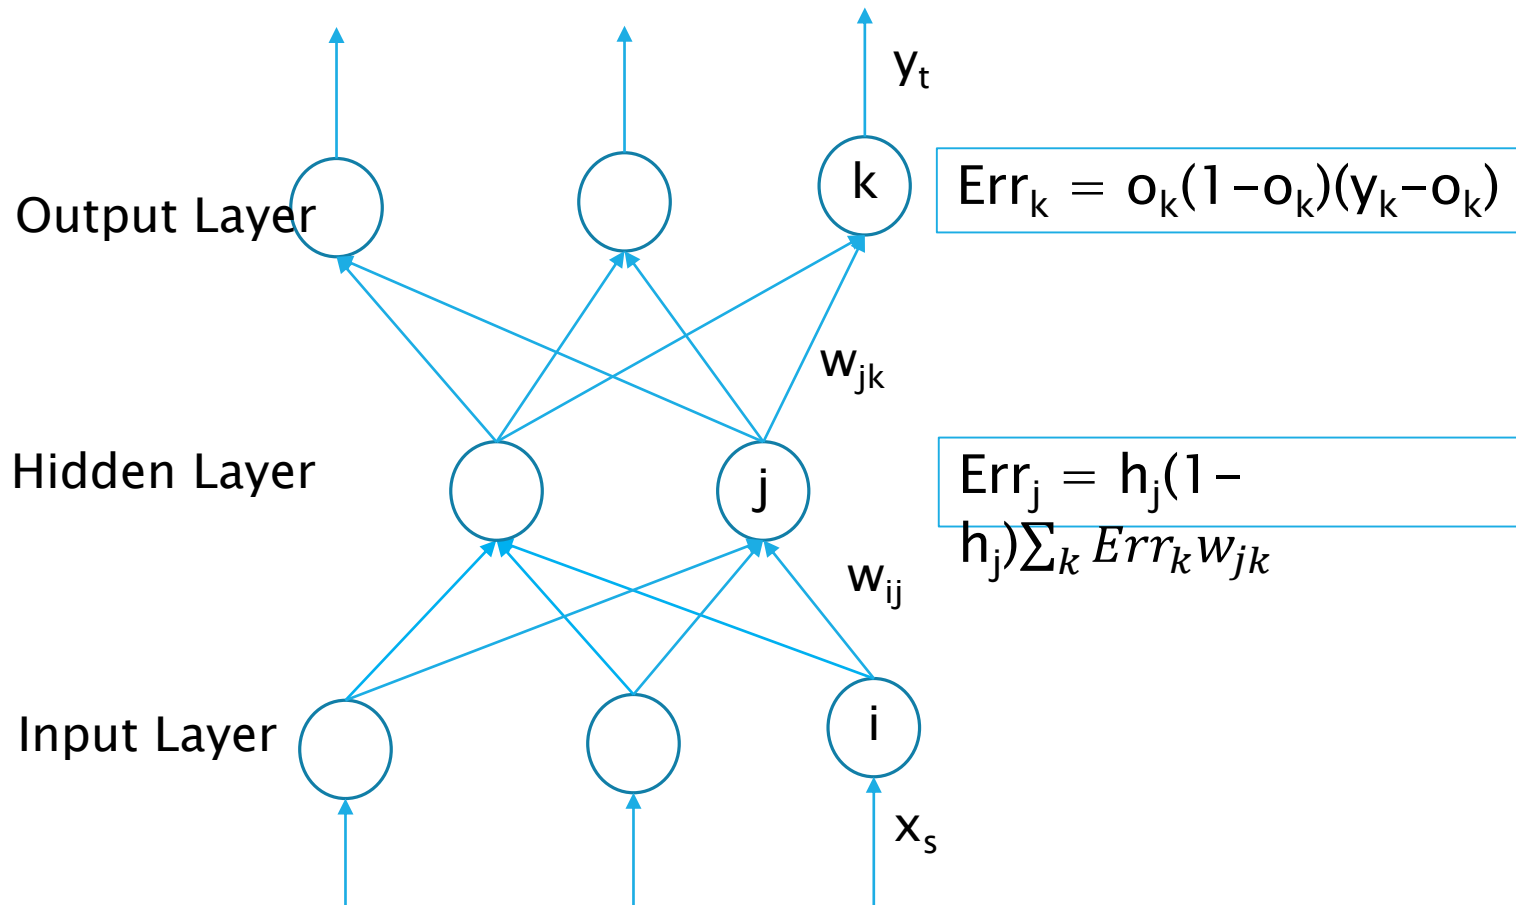 yₜ
k
Errₖ = oₖ(1–oₖ)(yₖ–oₖ)
Output Layer
wⱼₖ
Hidden Layer
j
Errⱼ = hⱼ(1–
hⱼ)∑ₖ Errₖwⱼₖ
wᵢⱼ
Input Layer
i
xₛ